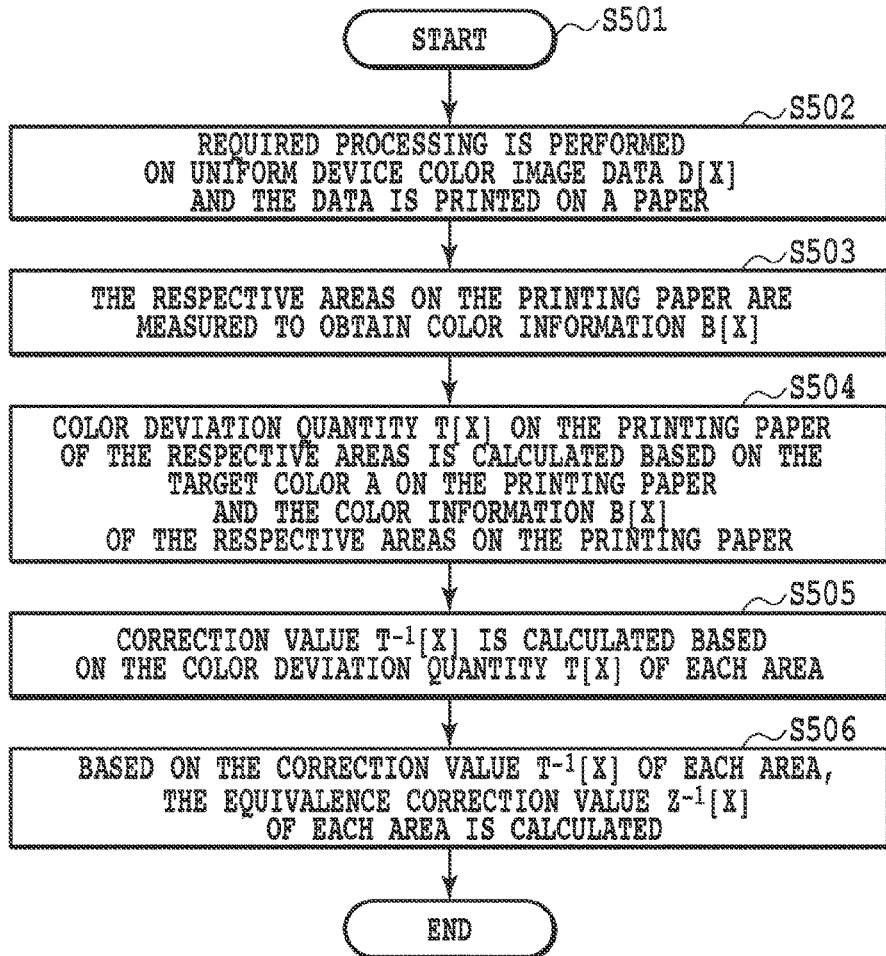 START
S501
S502
REQUIRED PROCESSING IS PERFORMED
ON UNIFORM DEVICE COLOR IMAGE DATA D[X]
AND THE DATA IS PRINTED ON A PAPER
S503
THE RESPECTIVE AREAS ON THE PRINTING PAPER ARE
MEASURED TO OBTAIN COLOR INFORMATION B[X]
S504
COLOR DEVIATION QUANTITY T[X] ON THE PRINTING PAPER
OF THE RESPECTIVE AREAS IS CALCULATED BASED ON THE
TARGET COLOR A ON THE PRINTING PAPER
AND THE COLOR INFORMATION B[X]
OF THE RESPECTIVE AREAS ON THE PRINTING PAPER
S505
CORRECTION VALUE T⁻¹[X] IS CALCULATED BASED
ON THE COLOR DEVIATION QUANTITY T[X] OF EACH AREA
S506
BASED ON THE CORRECTION VALUE T⁻¹[X] OF EACH AREA,
THE EQUIVALENCE CORRECTION VALUE Z⁻¹[X]
OF EACH AREA IS CALCULATED
END